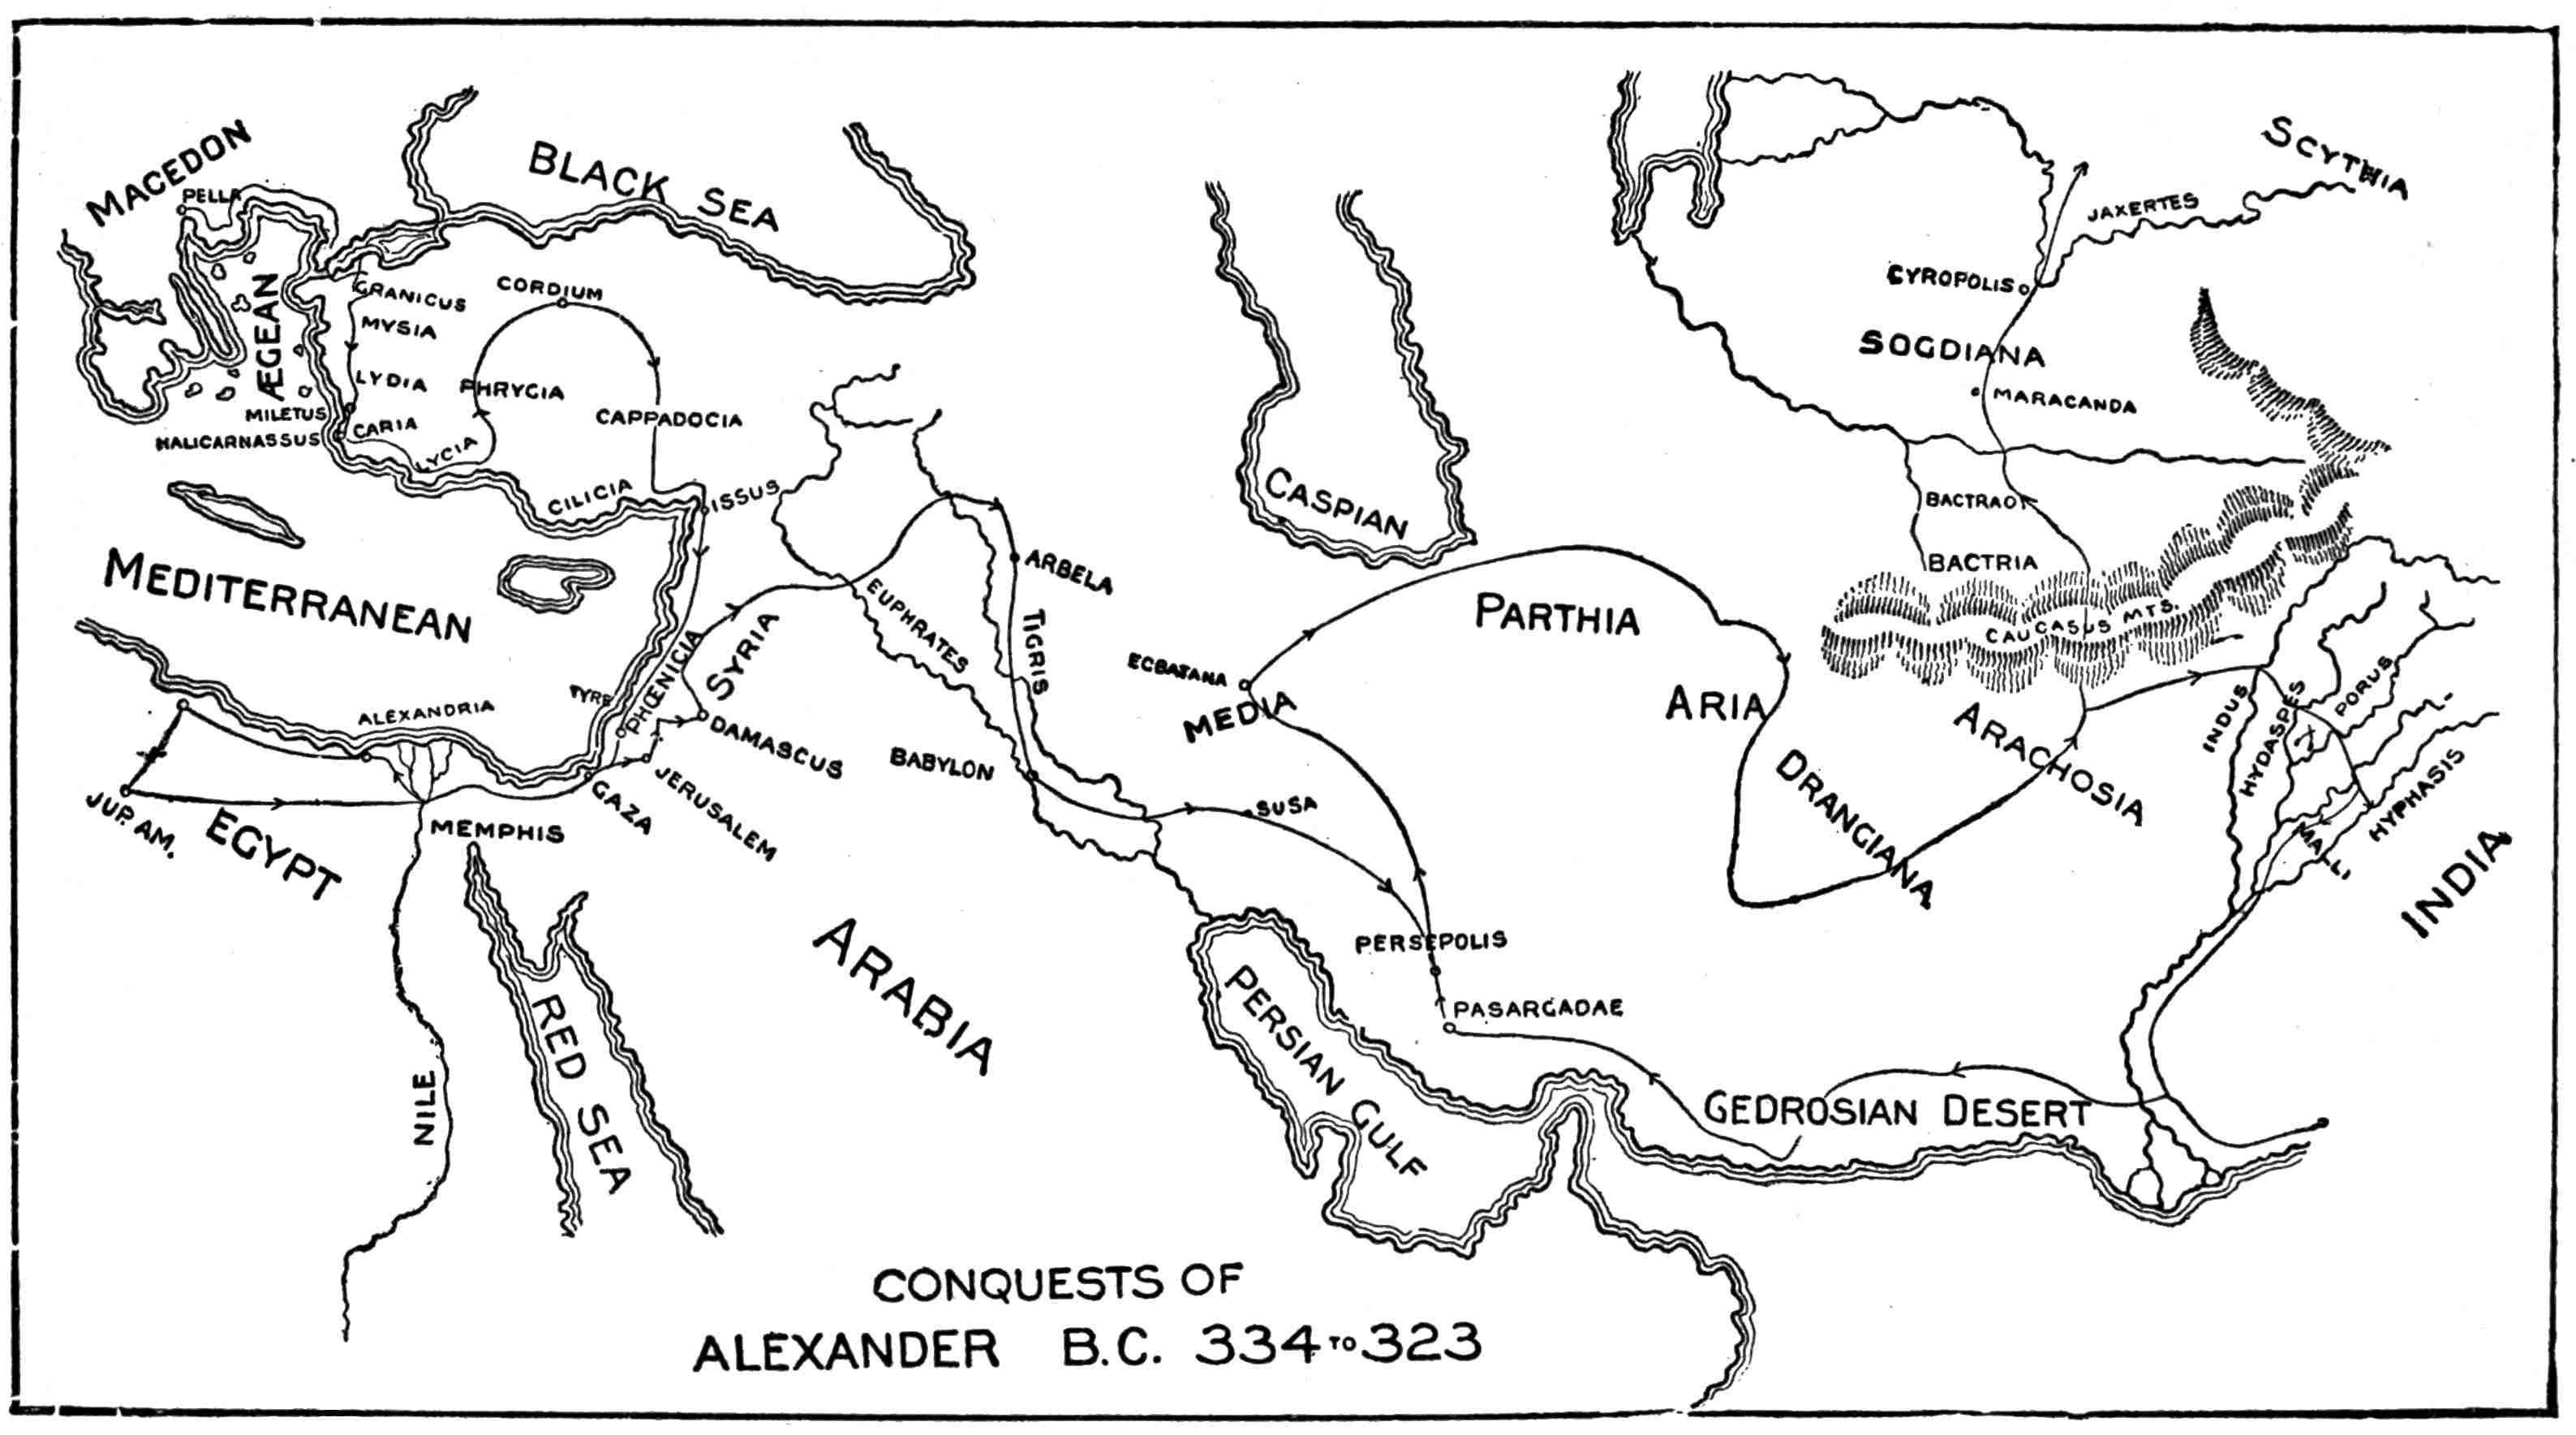 MACEDON
PELLA
BLACK SEA
ÆGEAN
GRANICUS
MYSIA
LYDIA
MILETUS
HALICARNASSUS
CARIA
LYCIA
PHRYGIA
CORDIUM
CAPPADOCIA
CILICIA
ISSUS
MEDITERRANEAN
ALEXANDRIA
TYRE
PHŒNICIA
SYRIA
DAMASCUS
JERUSALEM
GAZA
MEMPHIS
JUP. AM.
EGYPT
NILE
RED SEA
ARABIA
EUPHRATES
TIGRIS
ARBELA
BABYLON
SUSA
ECBATANA
MEDIA
CASPIAN
PARTHIA
ARIA
DRANGIANA
ARACHOSIA
PERSEPOLIS
PASARGADAE
PERSIAN GULF
GEDROSIAN DESERT
SCYTHIA
JAXERTES
CYROPOLIS
SOGDIANA
MARACANDA
BACTRA
BACTRIA
CAUCASUS MTS.
INDUS
HYDASPES
PORUS
MALLI
HYPHASIS
INDIA
CONQUESTS OF
ALEXANDER B.C. 334 TO 323